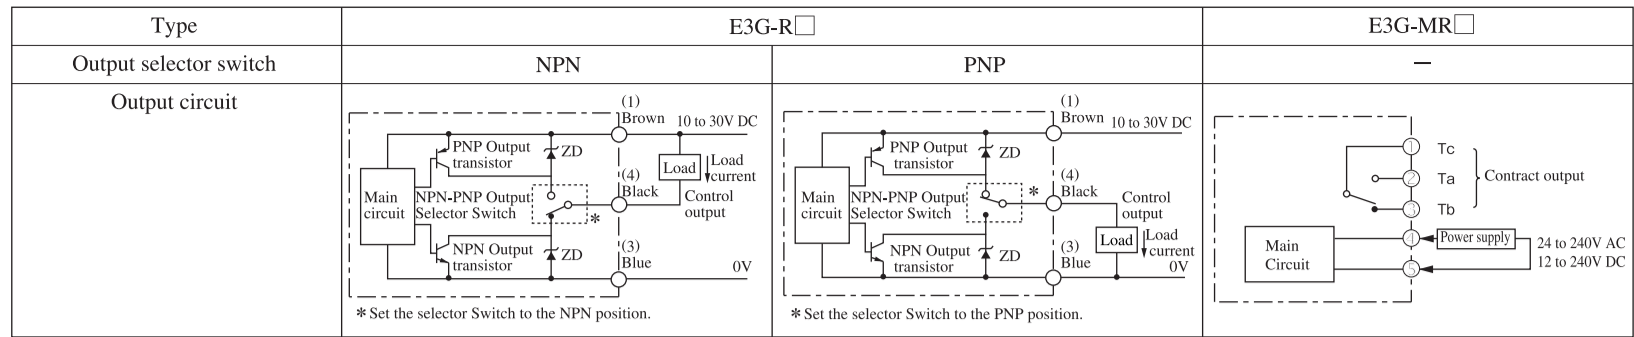 Type
E3G-R□
E3G-MR□
Output selector switch
NPN
PNP
—
Output circuit
(1)
Brown
10 to 30V DC
PNP Output
transistor
ZD
Load
Load
current
(4)
Black
Main
circuit
NPN-PNP Output
Selector Switch
*
Control
output
NPN Output
transistor
ZD
(3)
Blue
0V
* Set the selector Switch to the NPN position.
(1)
Brown
10 to 30V DC
PNP Output
transistor
ZD
(4)
Black
Main
circuit
NPN-PNP Output
Selector Switch
*
Control
output
NPN Output
transistor
ZD
Load
Load
current
(3)
Blue
0V
* Set the selector Switch to the PNP position.
1 Tc
2 Ta
Contract output
3 Tb
Main
Circuit
4
Power supply
24 to 240V AC
12 to 240V DC
5